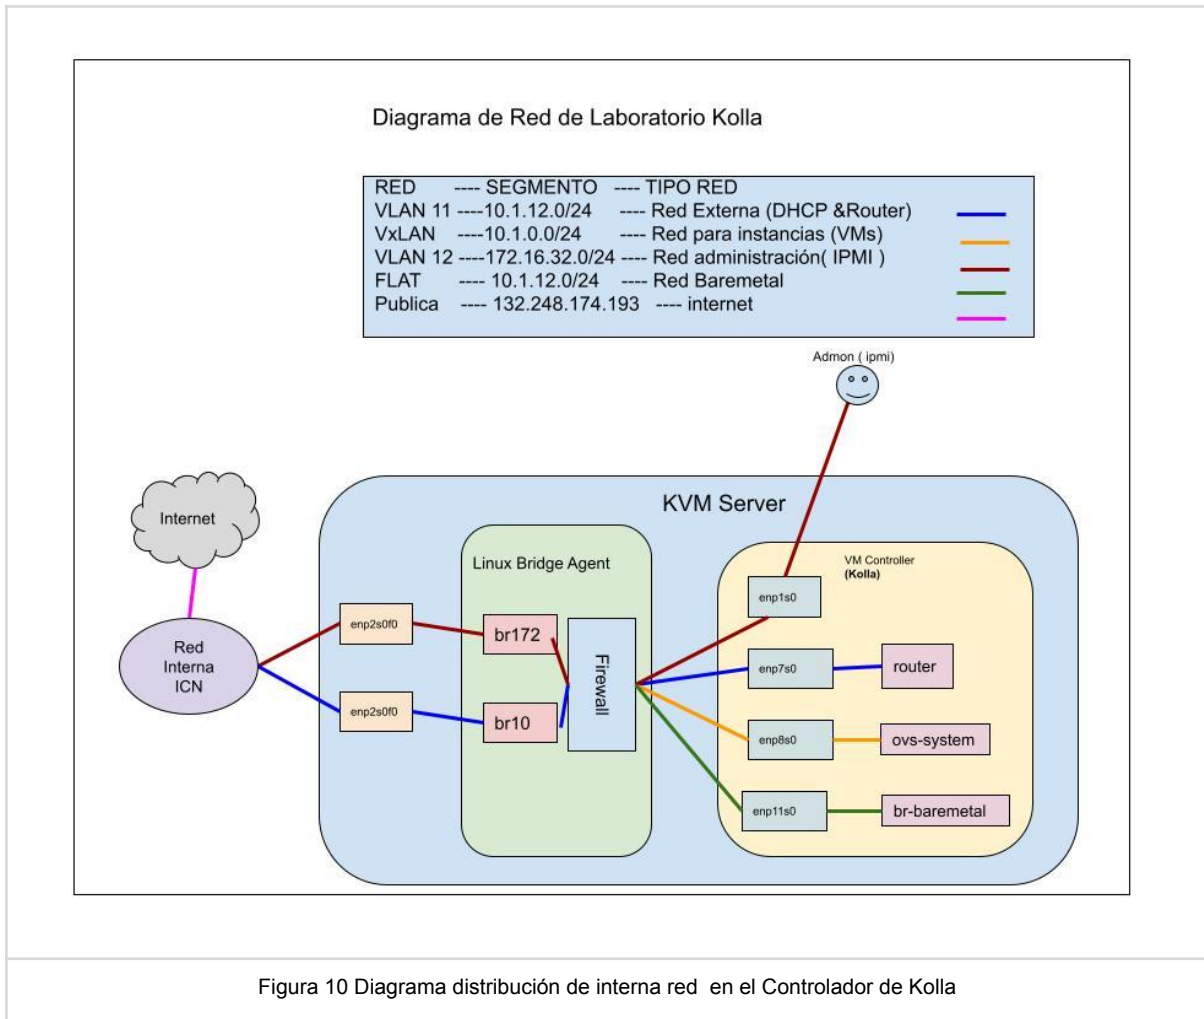 Diagrama de Red de Laboratorio Kolla
RED ---- SEGMENTO ---- TIPO RED
VLAN 11 ----10.1.12.0/24 ---- Red Externa (DHCP &Router)
VxLAN ----10.1.0.0/24 ---- Red para instancias (VMs)
VLAN 12 ----172.16.32.0/24 ---- Red administración( IPMI )
FLAT ---- 10.1.12.0/24 ---- Red Baremetal
Publica ---- 132.248.174.193 ---- internet
Admon ( ipmi)
KVM Server
Internet
Linux Bridge Agent
VM Controller
(Kolla)
enp1s0
enp2s0f0
br172
Red
Interna
ICN
Firewall
enp7s0
router
enp2s0f0
br10
enp8s0
ovs-system
enp11s0
br-baremetal
Figura 10 Diagrama distribución de interna red en el Controlador de Kolla